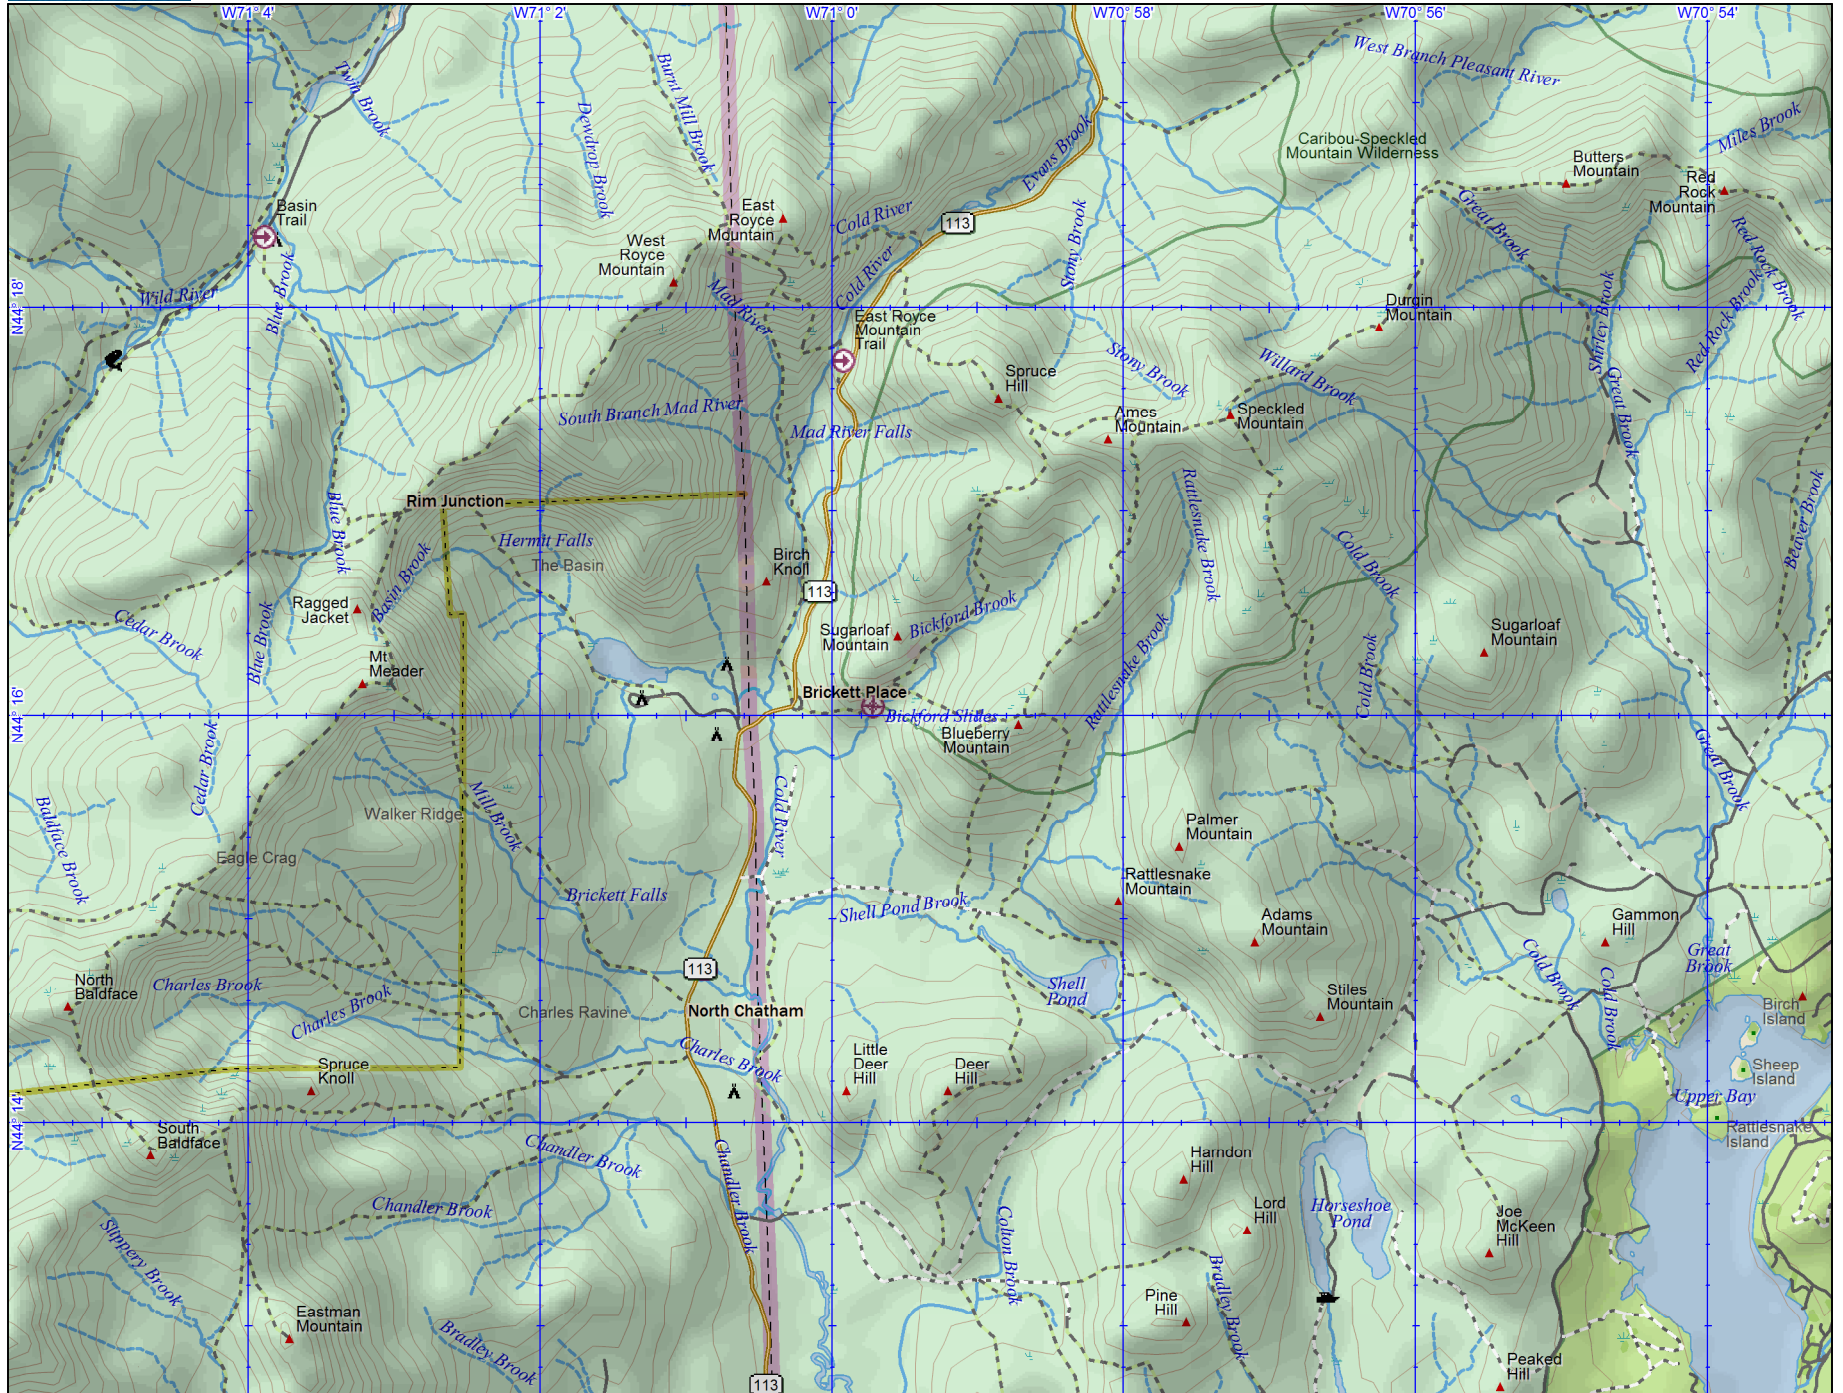 W71° 4'
W71° 2'
W71° 0'
W70° 58'
W70° 56'
W70° 54'
West Branch Pleasant River
Twin Brook
Burnt Mill Brook
Dewdrop Brook
Evans Brook
Caribou-Speckled
Mountain Wilderness
Miles Brook
Butters
Mountain
Red
Rock
Mountain
Basin
Trail
East
Royce
Mountain
Cold River
113
Stony Brook
Great Brook
Red Rock Brook
West
Royce
Mountain
Wild River
Blue Brook
Mad River
Cold River
N44° 18'
Durgin
Mountain
Shirley Brook
Red Rock Brook
East Royce
Mountain
Trail
Stony Brook
Willard Brook
Spruce
Hill
Great Brook
South Branch Mad River
Mad River Falls
Ames
Mountain
Speckled
Mountain
Rim Junction
Blue Brook
Rattlesnake Brook
Beaver Brook
Hermit Falls
The Basin
Basin Brook
Birch
Knoll
Cold Brook
113
Ragged
Jacket
Cedar Brook
Blue Brook
Sugarloaf
Mountain
Bickford Brook
Rattlesnake Brook
Sugarloaf
Mountain
Cold Brook
Mt
Meader
Brickett Place
N44° 16'
Bickford Slides
Blueberry
Mountain
Great Brook
Cedar Brook
Baldface Brook
Walker Ridge
Mill Brook
Cold River
Palmer
Mountain
Eagle Crag
Brickett Falls
Rattlesnake
Mountain
Shell Pond Brook
Adams
Mountain
Gammon
Hill
Cold Brook
Great
Brook
113
North
Baldface
Charles Brook
Charles Brook
Charles Ravine
North Chatham
Shell
Pond
Stiles
Mountain
Cold Brook
Birch
Island
Charles Brook
Little
Deer
Hill
Deer
Hill
Spruce
Knoll
Sheep
Island
Upper Bay
N44° 14'
South
Baldface
Rattlesnake
Island
Chandler Brook
Chandler Brook
Harndon
Hill
Chandler Brook
Lord
Hill
Horseshoe
Pond
Joe
McKeen
Hill
Slippery Brook
Colton Brook
Bradley Brook
Pine
Hill
Eastman
Mountain
Bradley Brook
Peaked
Hill
113